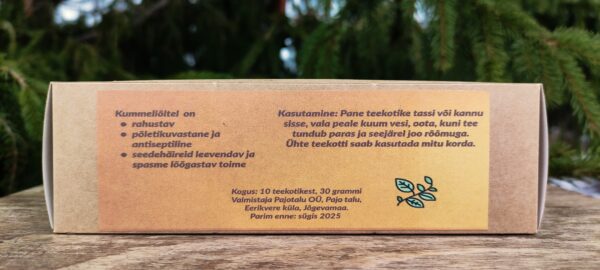 Kummeliõitel on
• rahustav
• põletikuvastane ja
antiseptiline
• seedehäireid leevendav ja
spasme lõõgastav toime
Kasutamine: Pane teekotike tassi või kannu
sisse, vala peale kuum vesi, oota, kuni tee
tundub paras ja seejärel joo rõõmuga.
Ühte teekotti saab kasutada mitu korda.
Kogus: 10 teekotikest, 30 grammi
Valmistaja Pajotalu OÜ, Paja talu,
Eerikvere küla, Jõgevamaa.
Parim enne: sügis 2025